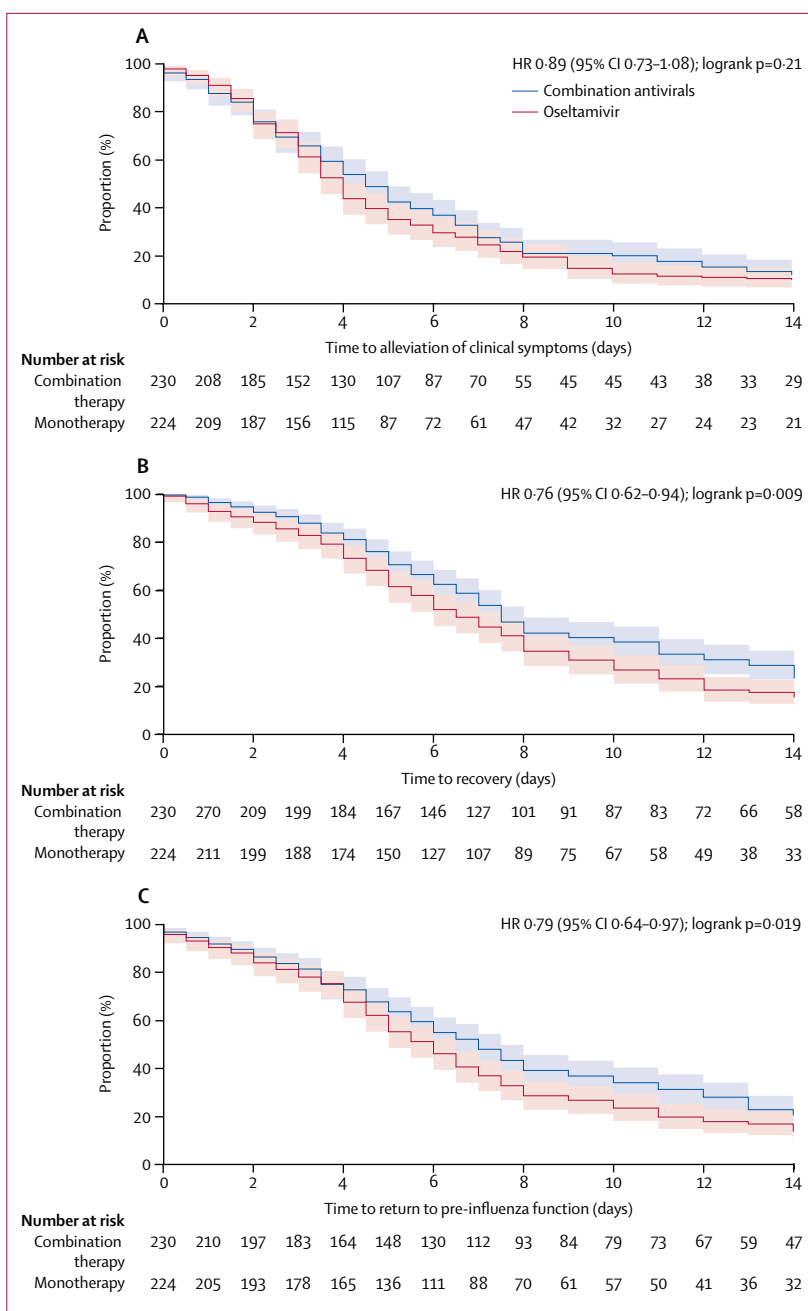 A
HR 0·89 (95% CI 0·73–1·08); logrank p=0·21
Combination antivirals
Oseltamivir
Proportion (%)
100
80
60
40
20
0
0 2 4 6 8 10 12 14
Time to alleviation of clinical symptoms (days)
Number at risk
Combination therapy 230 208 185 152 130 107 87 70 55 45 45 43 38 33 29
Monotherapy 224 209 187 156 115 87 72 61 47 42 32 27 24 23 21
B
HR 0·76 (95% CI 0·62–0·94); logrank p=0·009
Proportion (%)
100
80
60
40
20
0
0 2 4 6 8 10 12 14
Time to recovery (days)
Number at risk
Combination therapy 230 270 209 199 184 167 146 127 101 91 87 83 72 66 58
Monotherapy 224 211 199 188 174 150 127 107 89 75 67 58 49 38 33
C
HR 0·79 (95% CI 0·64–0·97); logrank p=0·019
Proportion (%)
100
80
60
40
20
0
0 2 4 6 8 10 12 14
Time to return to pre-influenza function (days)
Number at risk
Combination therapy 230 210 197 183 164 148 130 112 93 84 79 73 67 59 47
Monotherapy 224 205 193 178 165 136 111 88 70 61 57 50 41 36 32